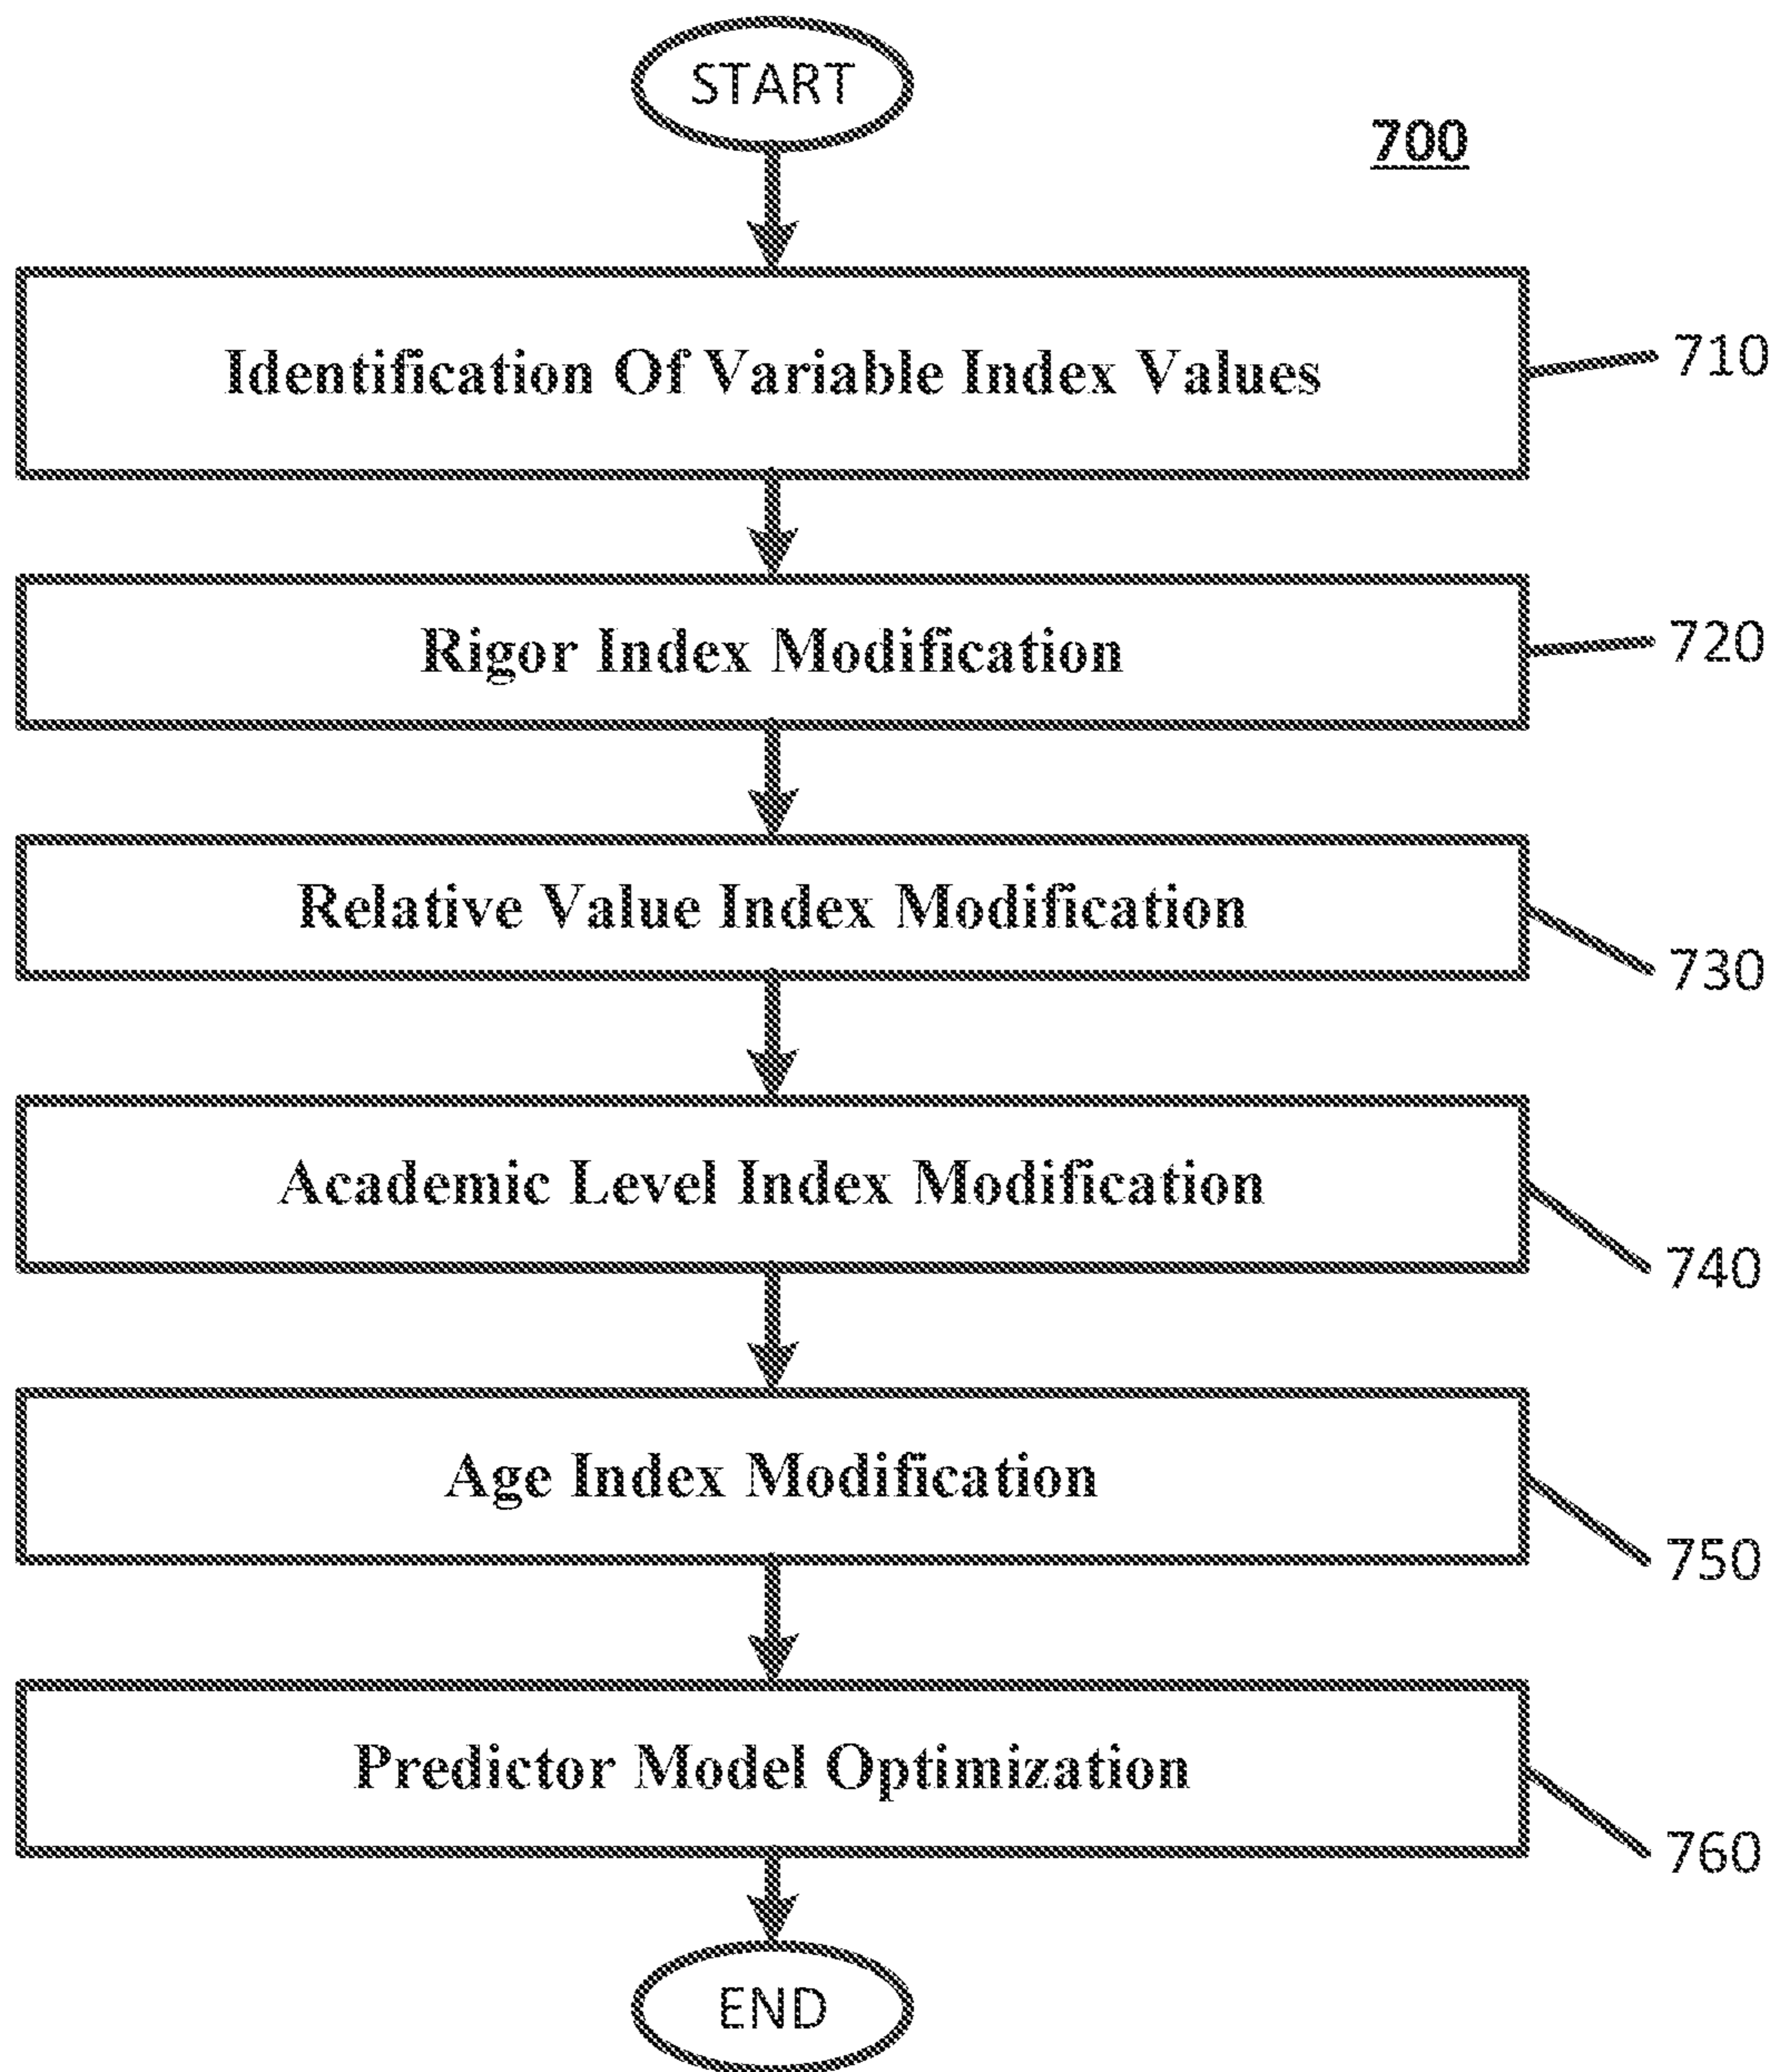 START
700
Identification Of Variable Index Values
710
Rigor Index Modification
720
Relative Value Index Modification
730
Academic Level Index Modification
740
Age Index Modification
750
Predictor Model Optimization
760
END